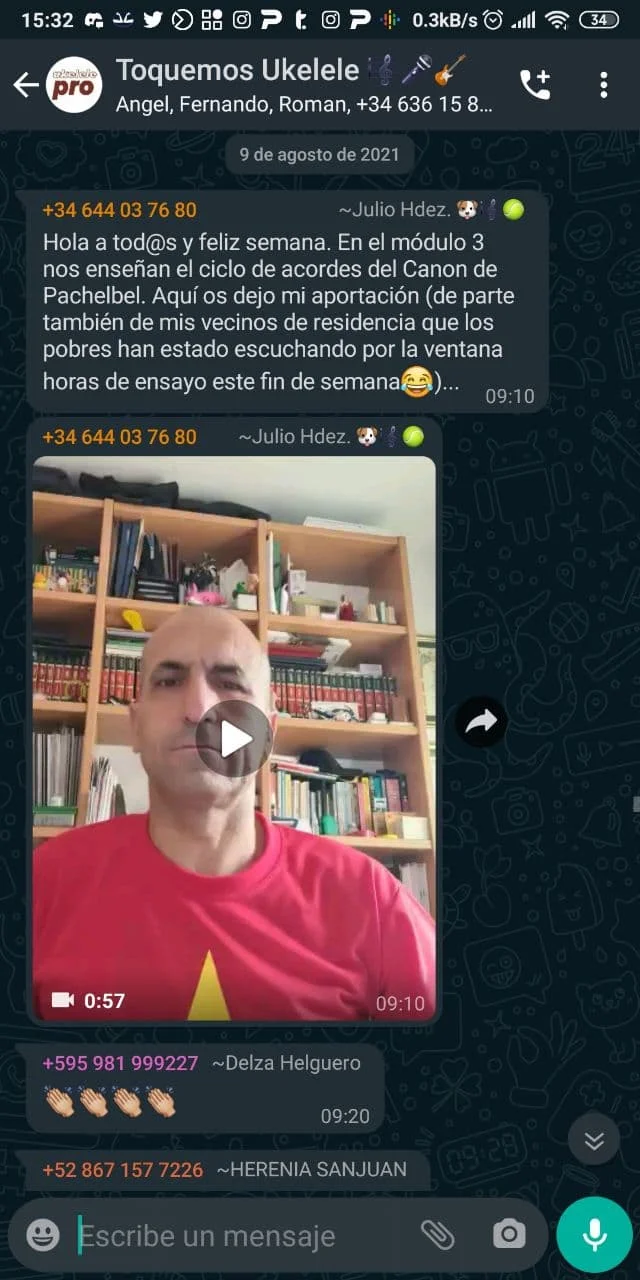 15:32
0.3kB/s
34
ukelele
pro
Toquemos Ukelele
Angel, Fernando, Roman, +34 636 15 8...
9 de agosto de 2021
+34 644 03 76 80 ~Julio Hdez.
Hola a tod@s y feliz semana. En el módulo 3
nos enseñan el ciclo de acordes del Canon de
Pachelbel. Aquí os dejo mi aportación (de parte
también de mis vecinos de residencia que los
pobres han estado escuchando por la ventana
horas de ensayo este fin de semana😂)...
09:10
+34 644 03 76 80 ~Julio Hdez.
0:57
09:10
+595 981 999227 ~Delza Helguero
👏👏👏👏
09:20
+52 867 157 7226 ~HERENIA SANJUAN
Escribe un mensaje